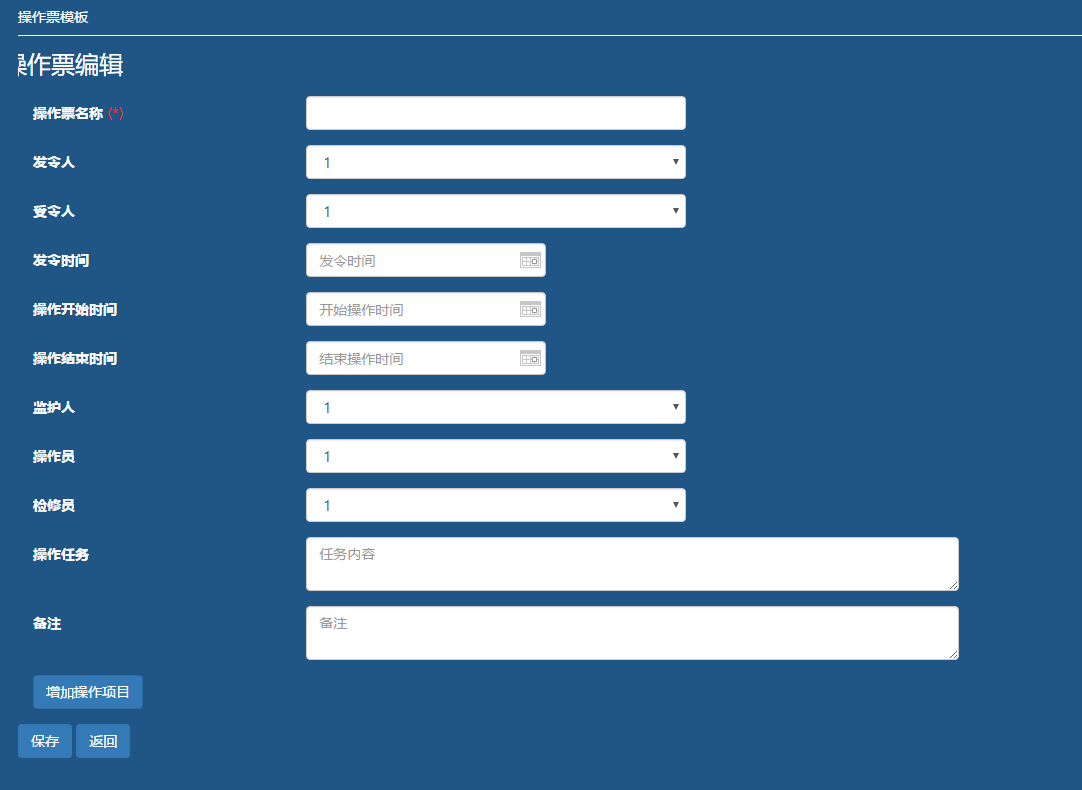 操作票模板
操作票编辑
操作票名称 (*)
发令人 1
受令人 1
发令时间 发令时间
操作开始时间 开始操作时间
操作结束时间 结束操作时间
监护人 1
操作员 1
检修员 1
操作任务 任务内容
备注 备注
增加操作项目
保存 返回